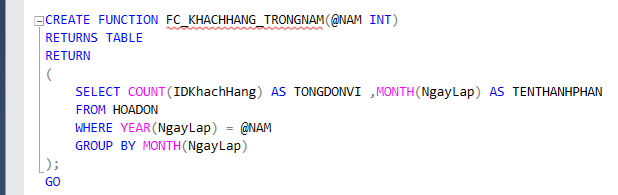 CREATE FUNCTION FC_KHACHHANG_TRONGNAM(@NAM INT)
RETURNS TABLE
RETURN
(
SELECT COUNT(IDKhachHang) AS TONGDONVI ,MONTH(NgayLap) AS TENTHANHPHAN
FROM HOADON
WHERE YEAR(NgayLap) = @NAM
GROUP BY MONTH(NgayLap)
);
GO